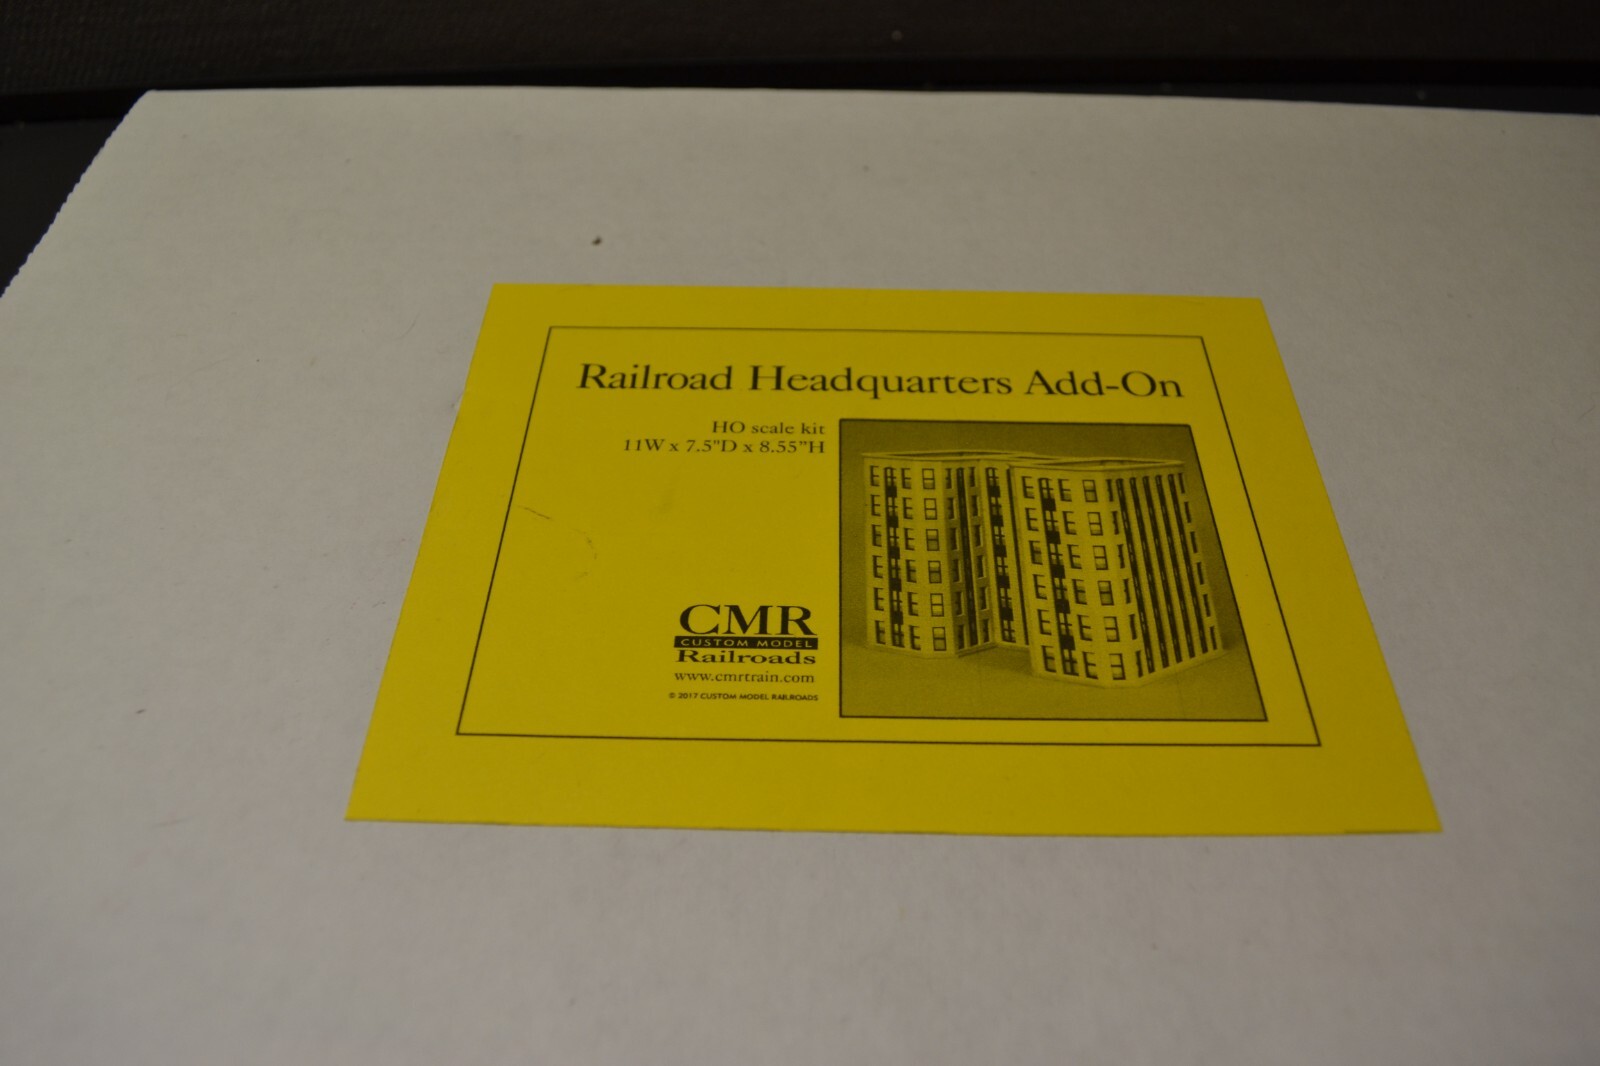 Railroad Headquarters Add-On
HO scale kit
11W x 7.5"D x 8.55”H
CMR
CUSTOM MODEL
Railroads
www.cmrtrain.com
© 2017 CUSTOM MODEL RAILROADS